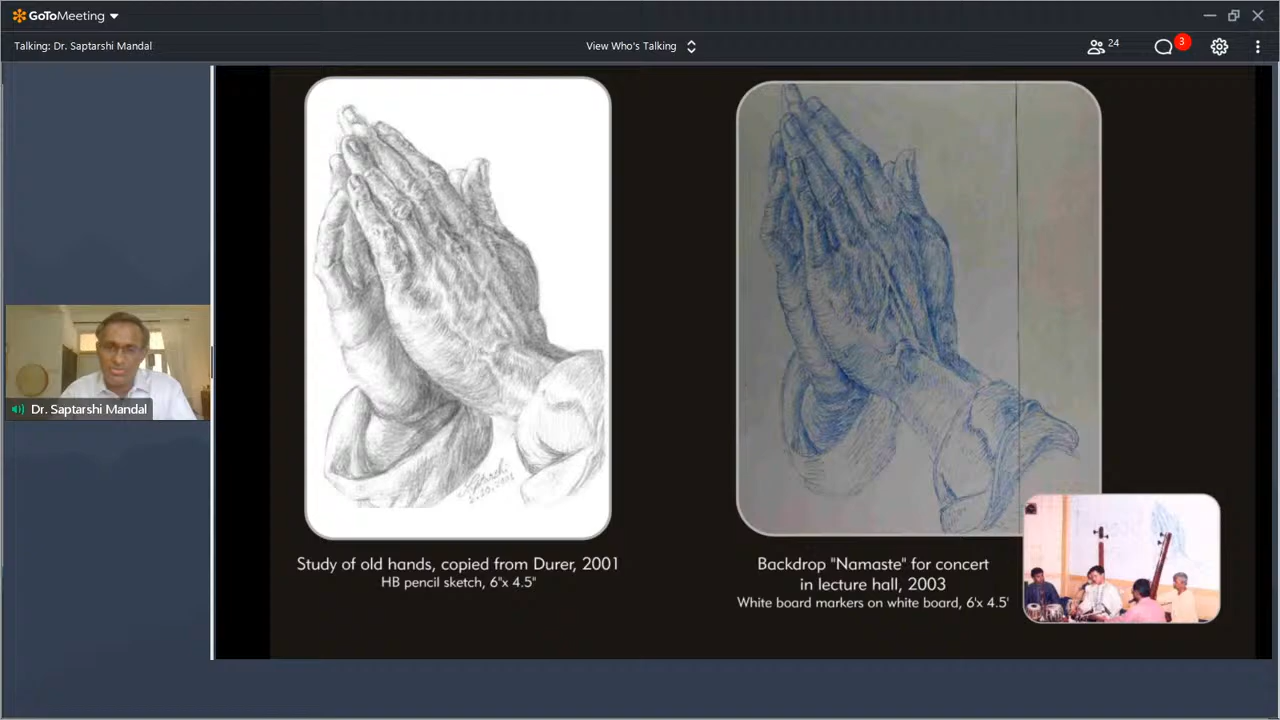 GoToMeeting
Talking: Dr. Saptarshi Mandal
View Who's Talking
24
3
Dr. Saptarshi Mandal
Study of old hands, copied from Durer, 2001
HB pencil sketch, 6"x 4.5"
Backdrop "Namaste" for concert
in lecture hall, 2003
White board markers on white board, 6'x 4.5'